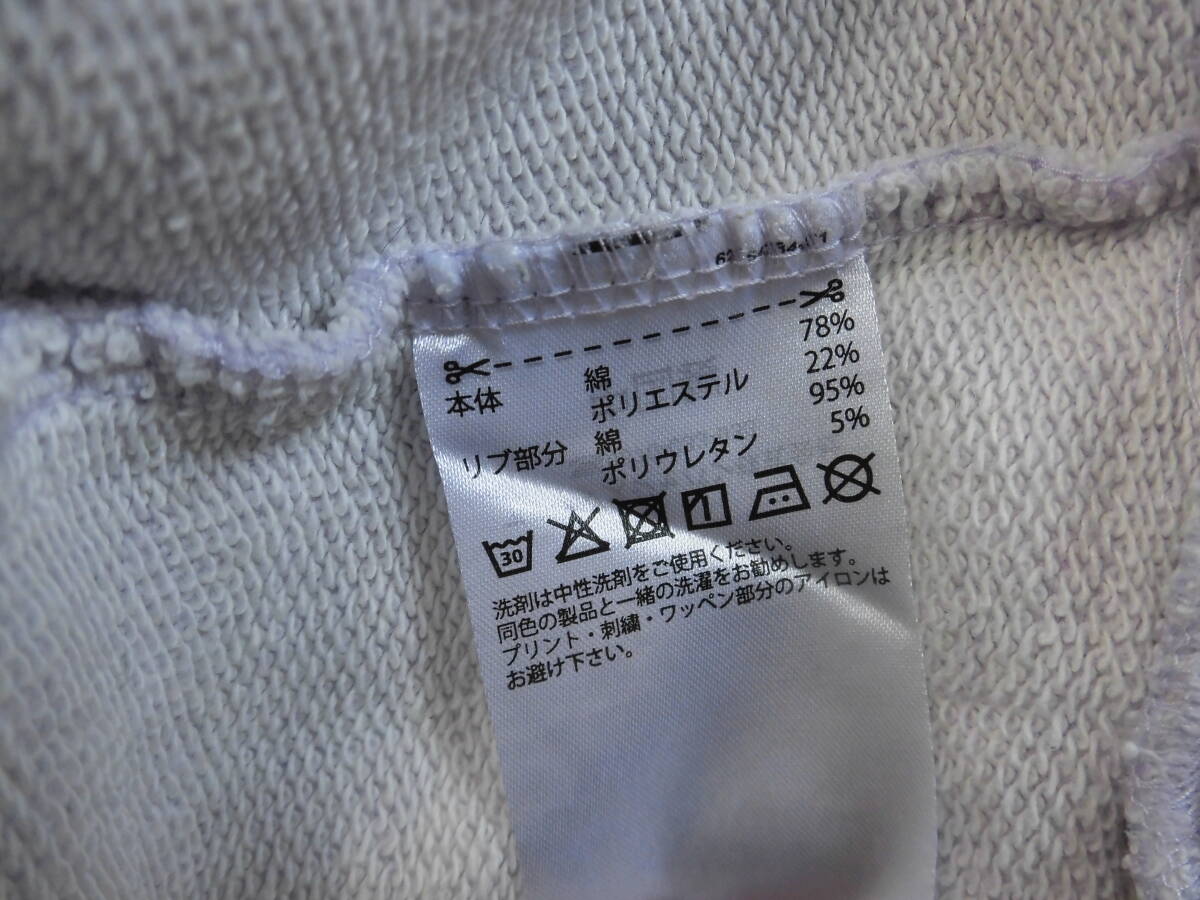 本体 綿 78%
ポリエステル 22%
リブ部分 綿 95%
ポリウレタン 5%
30
洗剤は中性洗剤をご使用ください。
同色の製品と一緒の洗濯をお勧めします。
プリント・刺繍・ワッペン部分のアイロンは
お避け下さい。